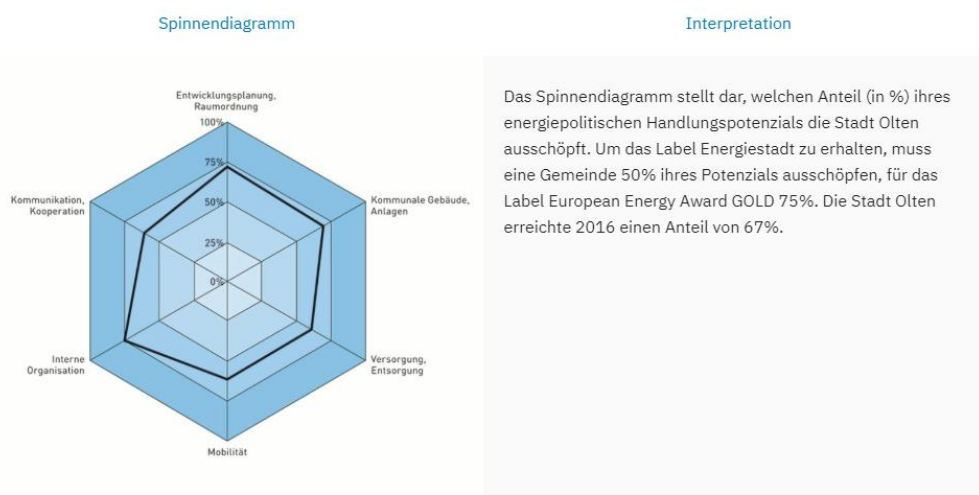 Spinnendiagramm
Interpretation
Entwicklungsplanung,
Raumordnung
100%
75%
50%
25%
0%
Kommunikation,
Kooperation
Kommunale Gebäude,
Anlagen
Interne
Organisation
Versorgung,
Entsorgung
Mobilität
Das Spinnendiagramm stellt dar, welchen Anteil (in %) ihres
energiepolitischen Handlungspotenzials die Stadt Olten
ausschöpft. Um das Label Energiestadt zu erhalten, muss
eine Gemeinde 50% ihres Potenzials ausschöpfen, für das
Label European Energy Award GOLD 75%. Die Stadt Olten
erreichte 2016 einen Anteil von 67%.